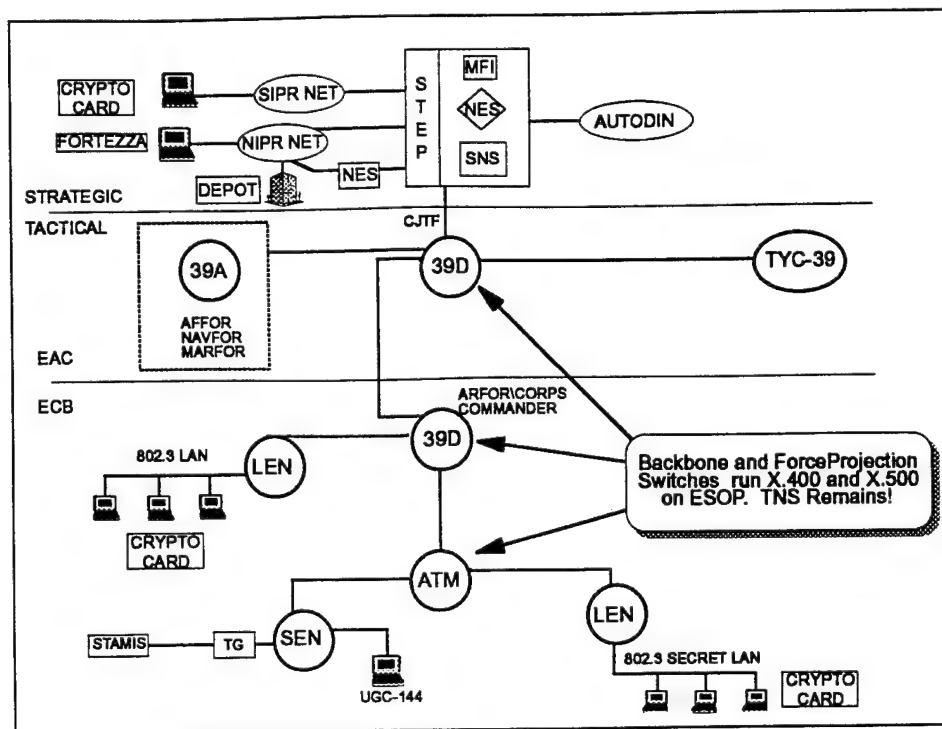 CRYPTO
CARD
SIPR NET
S
T
E
P
MFI
NES
SNS
AUTODIN
FORTEZZA
NIPR NET
NES
DEPOT
STRATEGIC
TACTICAL
CJTF
39A
39D
TYC-39
AFFOR
NAVFOR
MARFOR
EAC
ECB
ARFOR\CORPS
COMMANDER
39D
802.3 LAN
LEN
Backbone and ForceProjection
Switches run X.400 and X.500
on ESOP. TNS Remains!
CRYPTO
CARD
ATM
LEN
STAMIS
TG
SEN
UGC-144
802.3 SECRET LAN
CRYPTO
CARD